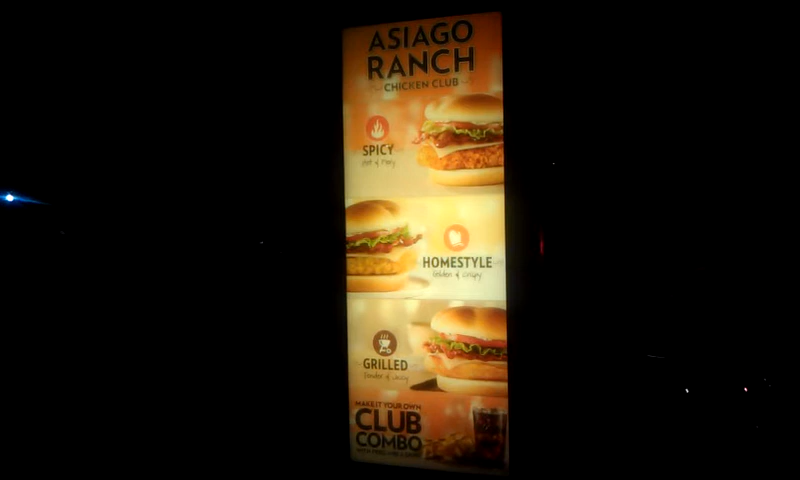 ASIAGO
RANCH
CHICKEN CLUB
SPICY
Hot & Fiery
HOMESTYLE
Golden & Crispy
GRILLED
Tender & Juicy
MAKE IT YOUR OWN
CLUB
COMBO